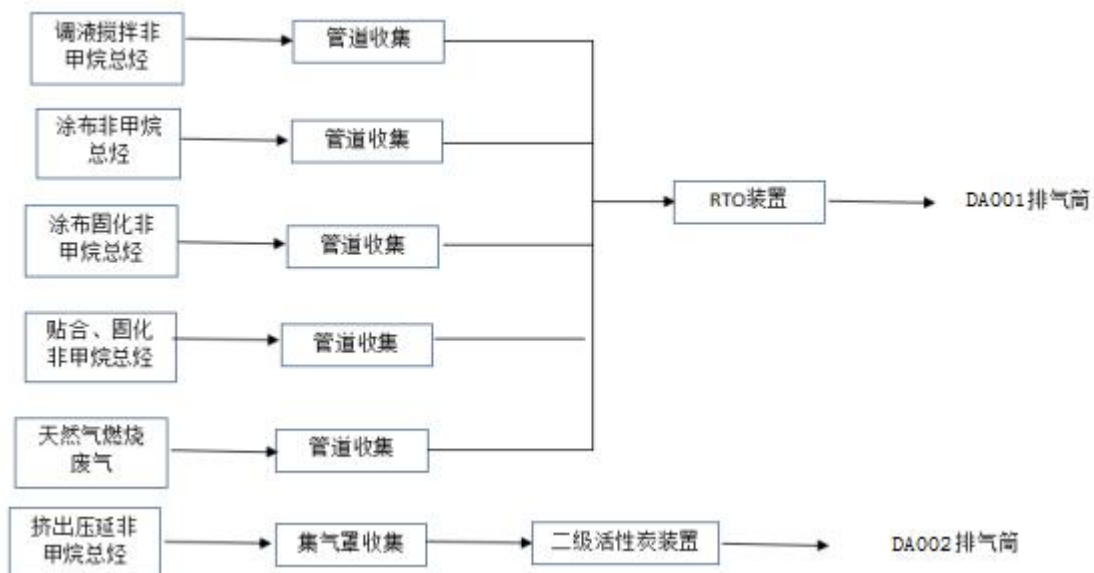 调液搅拌非
甲烷总烃
管道收集
涂布非甲烷
总烃
管道收集
涂布固化非
甲烷总烃
管道收集
贴合、固化
非甲烷总烃
管道收集
天然气燃烧
废气
管道收集
RTO装置
DA001排气筒
挤出压延非
甲烷总烃
集气罩收集
二级活性炭装置
DA002排气筒